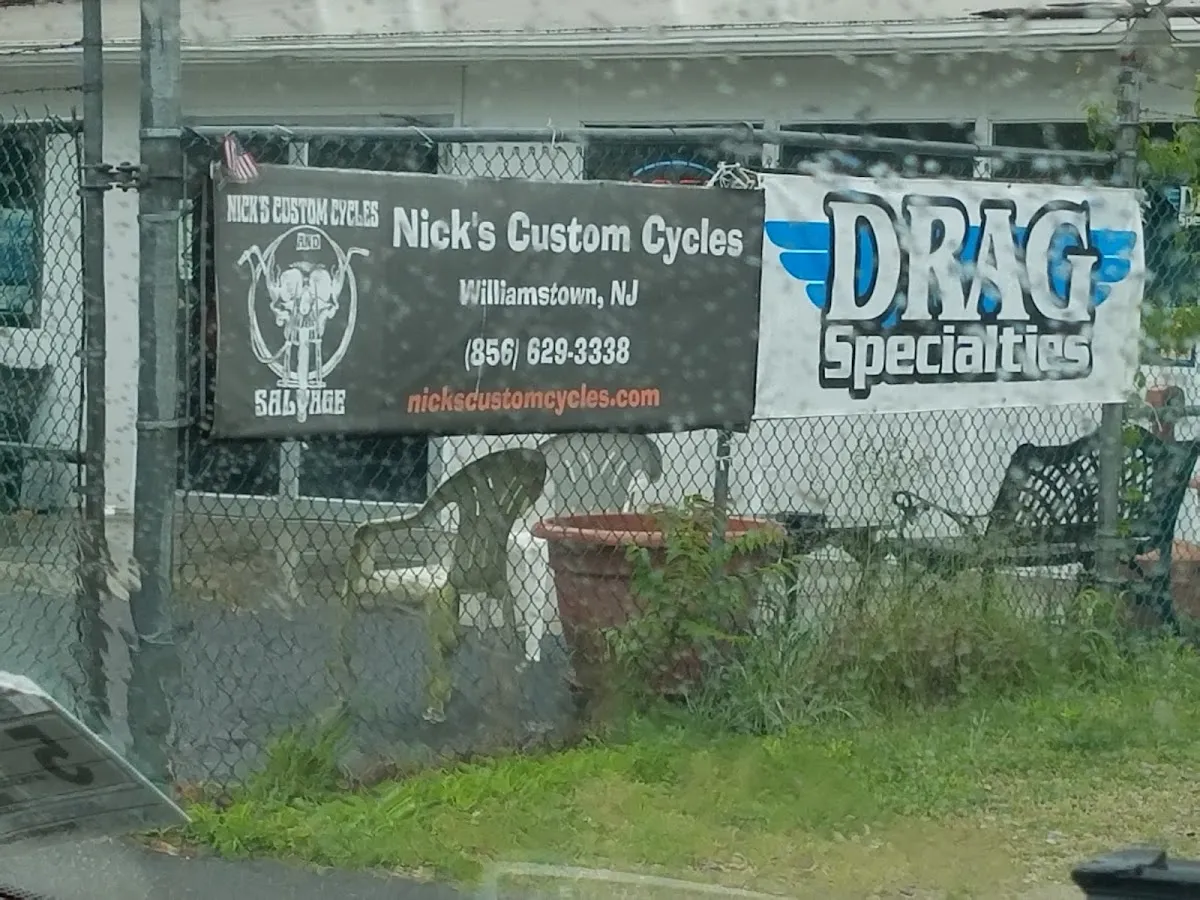 NICK'S CUSTOM CYCLES
AND
SALVAGE
Nick's Custom Cycles
Williamstown, NJ
(856) 629-3338
nickscustomcycles.com
DRAG
Specialties